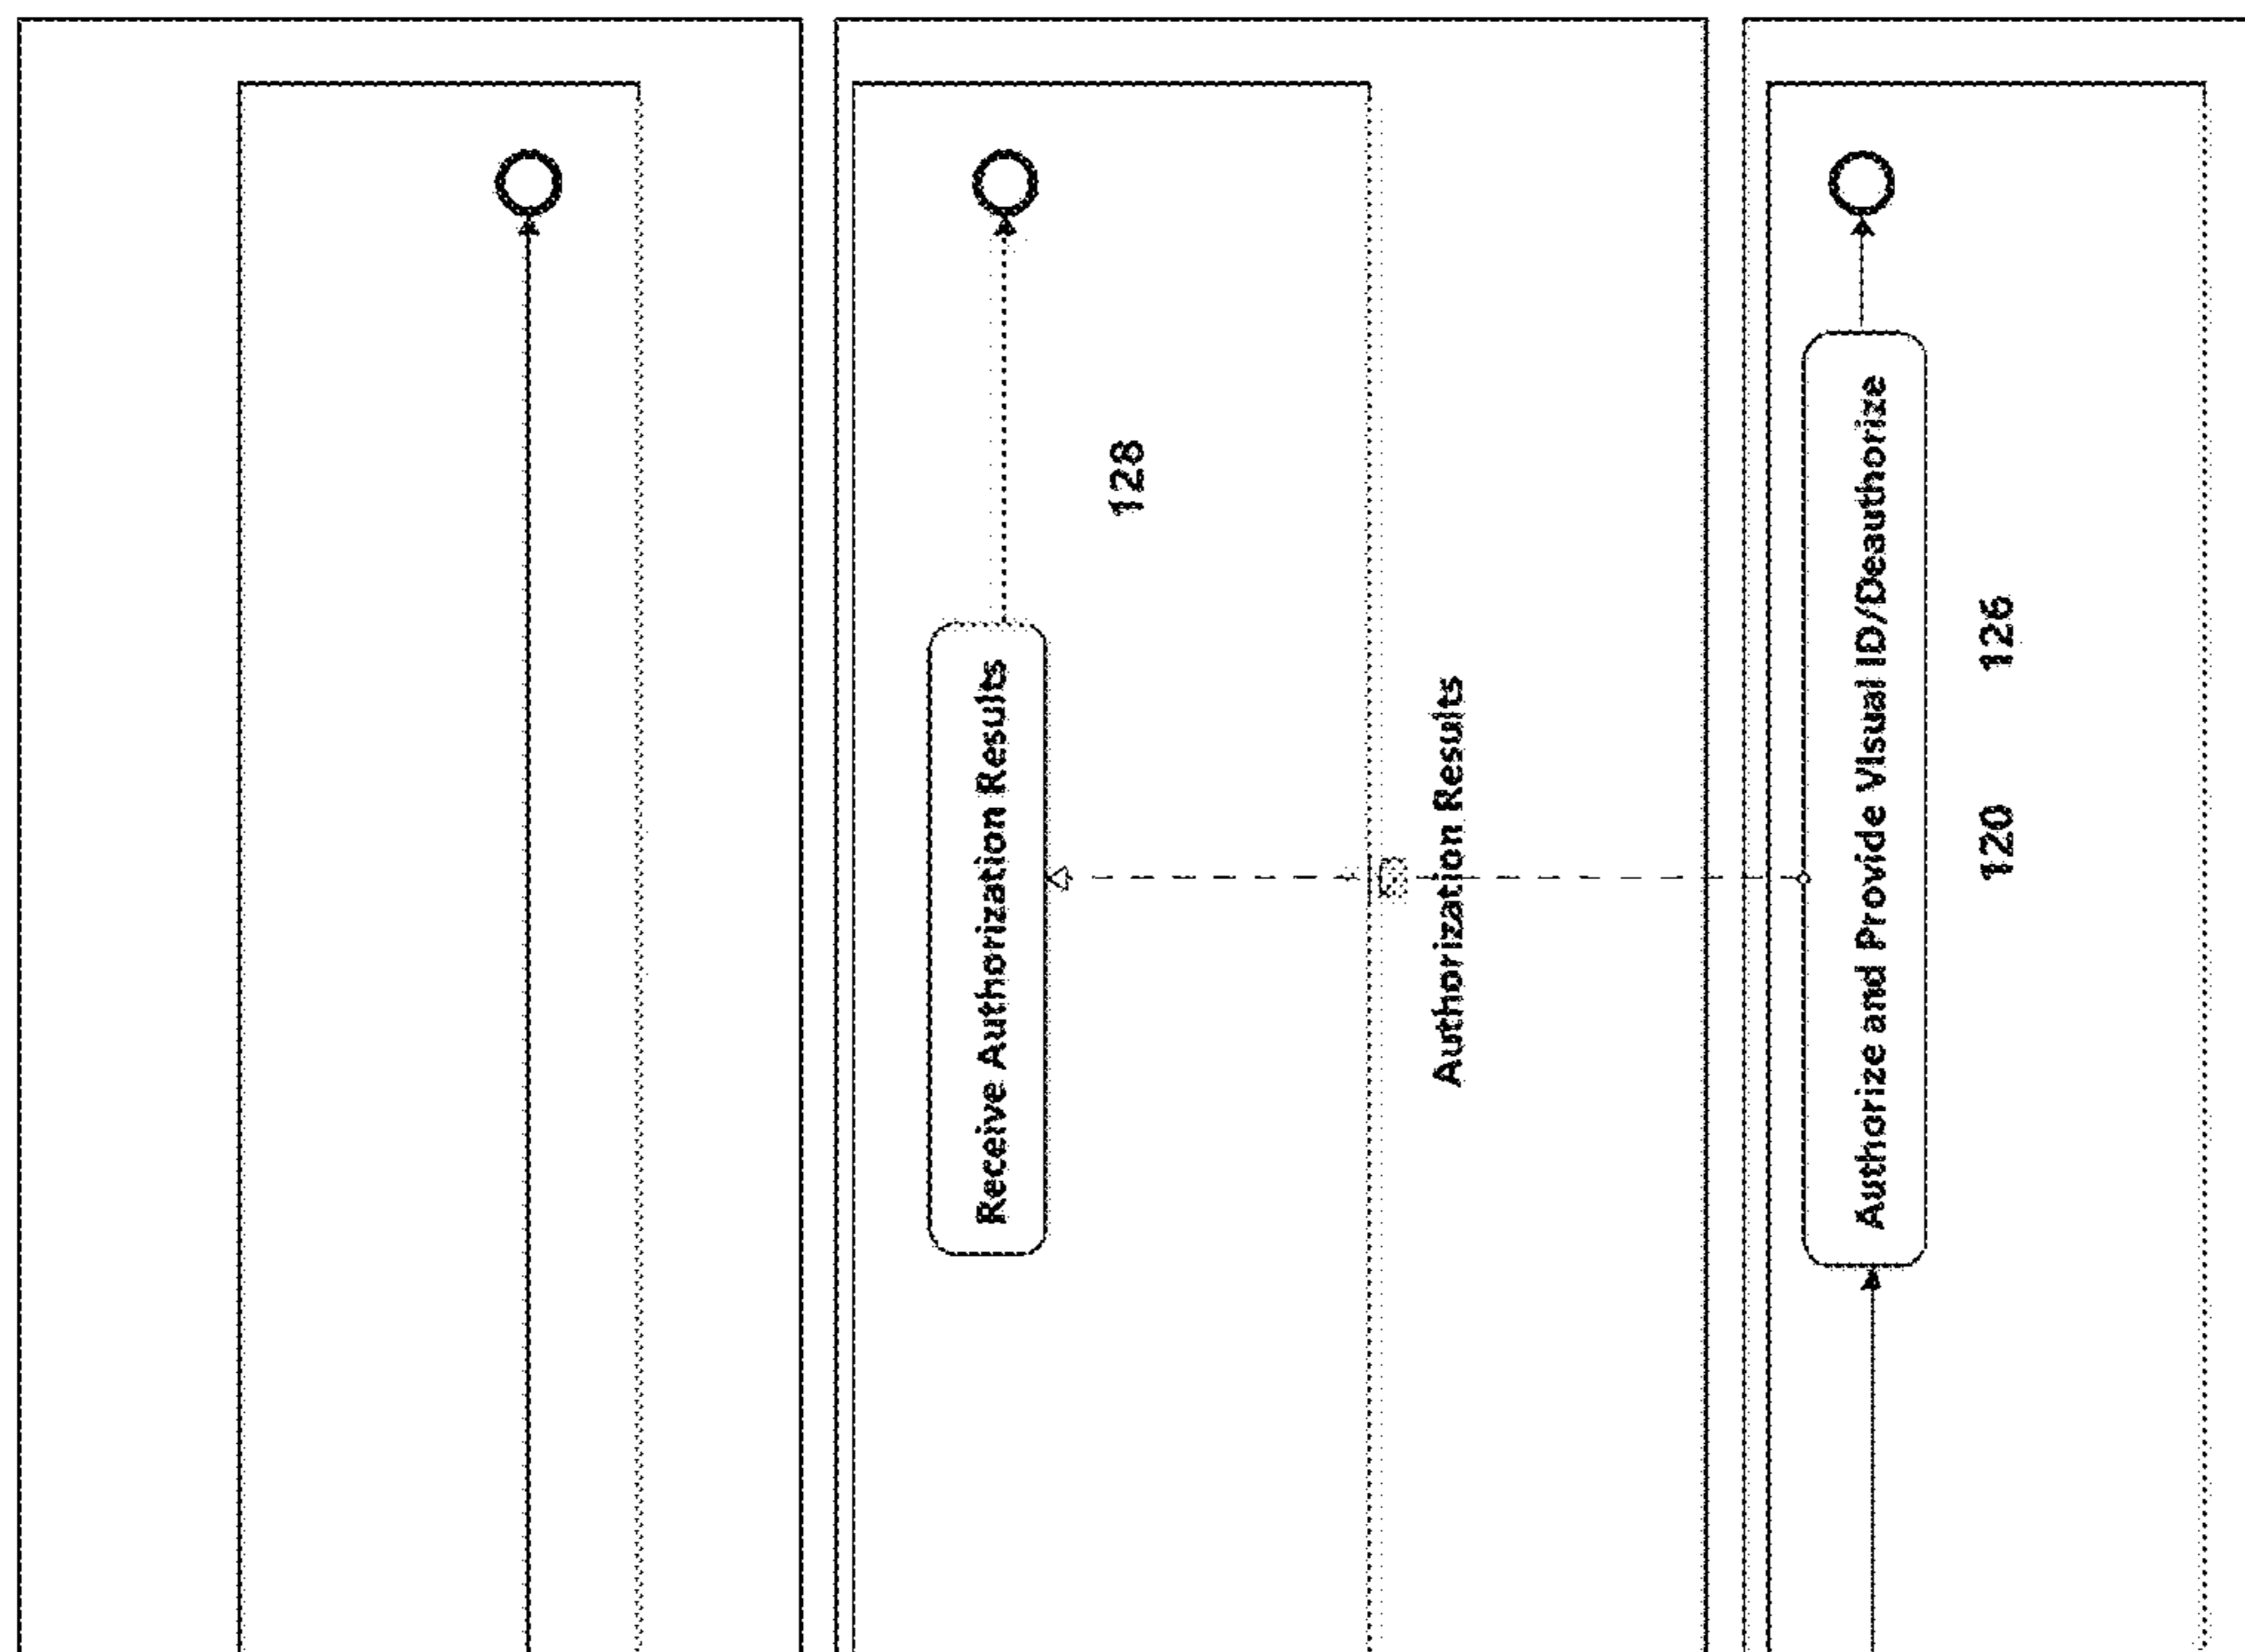 Receive Authorization Results
128
Authorization Results
Authorize and Provide Visual ID/Deauthorize
120
126